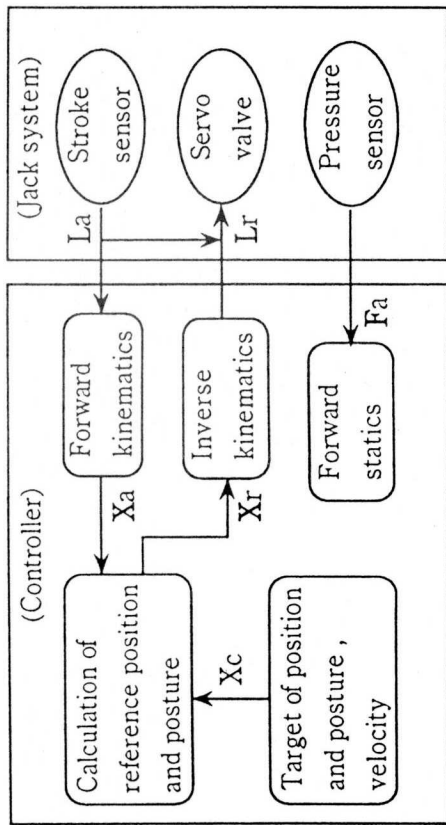 (Controller)
(Jack system)
Calculation of
reference position
and posture
Xa
Forward
kinematics
La
Stroke
sensor
Xr
Inverse
kinematics
Lr
Servo
valve
Xc
Target of position
and posture ,
velocity
Forward
statics
Fa
Pressure
sensor